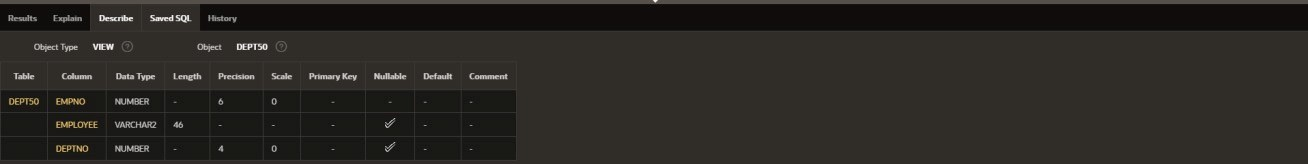 Results Explain Describe Saved SQL History
Object Type VIEW ? Object DEPT50 ?
Table Column Data Type Length Precision Scale Primary Key Nullable Default Comment
DEPT50 EMPNO NUMBER - 6 0 - - - -
EMPLOYEE VARCHAR2 46 - - - ✓ - -
DEPTNO NUMBER - 4 0 - ✓ - -